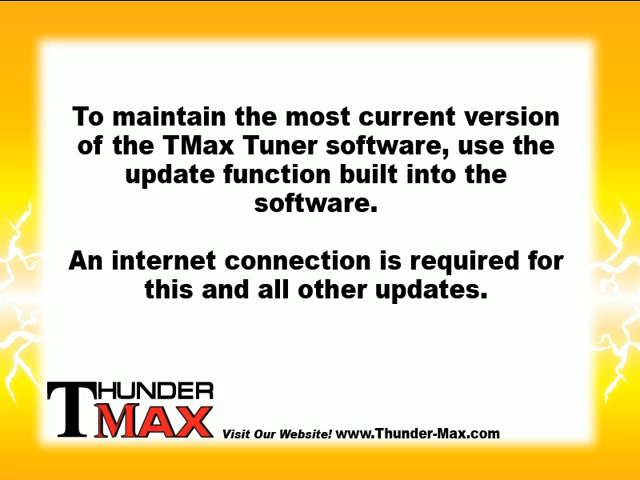 To maintain the most current version
of the TMax Tuner software, use the
update function built into the
software.
An internet connection is required for
this and all other updates.
THUNDER
MAX
Visit Our Website! www.Thunder-Max.com